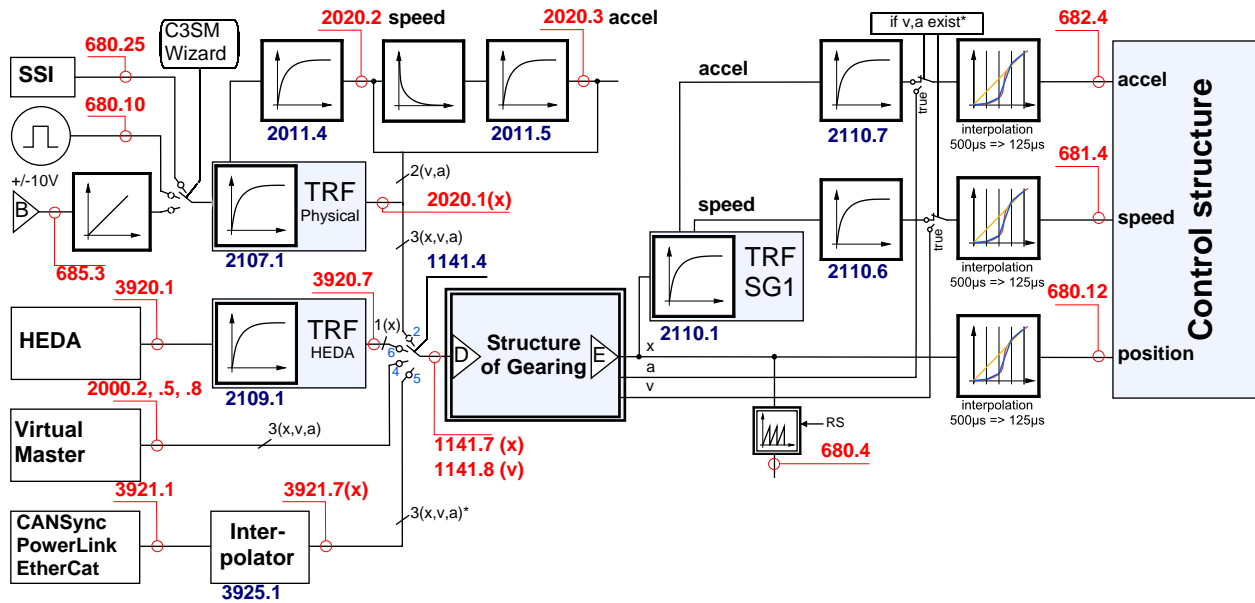 680.25
SSI
680.10
+/-10V
B
685.3
C3SM
Wizard
2020.2 speed
2020.3 accel
2011.4
2011.5
TRF
Physical
2107.1
2(v,a)
2020.1(x)
3(x,v,a)
1141.4
3920.1
HEDA
TRF
HEDA
2109.1
3920.7
1(x)
2
6
4
5
2000.2, .5, .8
Virtual
Master
3(x,v,a)
3921.1
CANSync
PowerLink
EtherCat
Inter-
polator
3925.1
3921.7(x)
3(x,v,a)*
D
Structure
of Gearing
E
1141.7 (x)
1141.8 (v)
x
a
v
RS
680.4
TRF
SG1
2110.1
accel
speed
2110.7
2110.6
if v,a exist*
true
true
interpolation
500µs => 125µs
interpolation
500µs => 125µs
interpolation
500µs => 125µs
682.4
accel
681.4
speed
680.12
position
Control structure